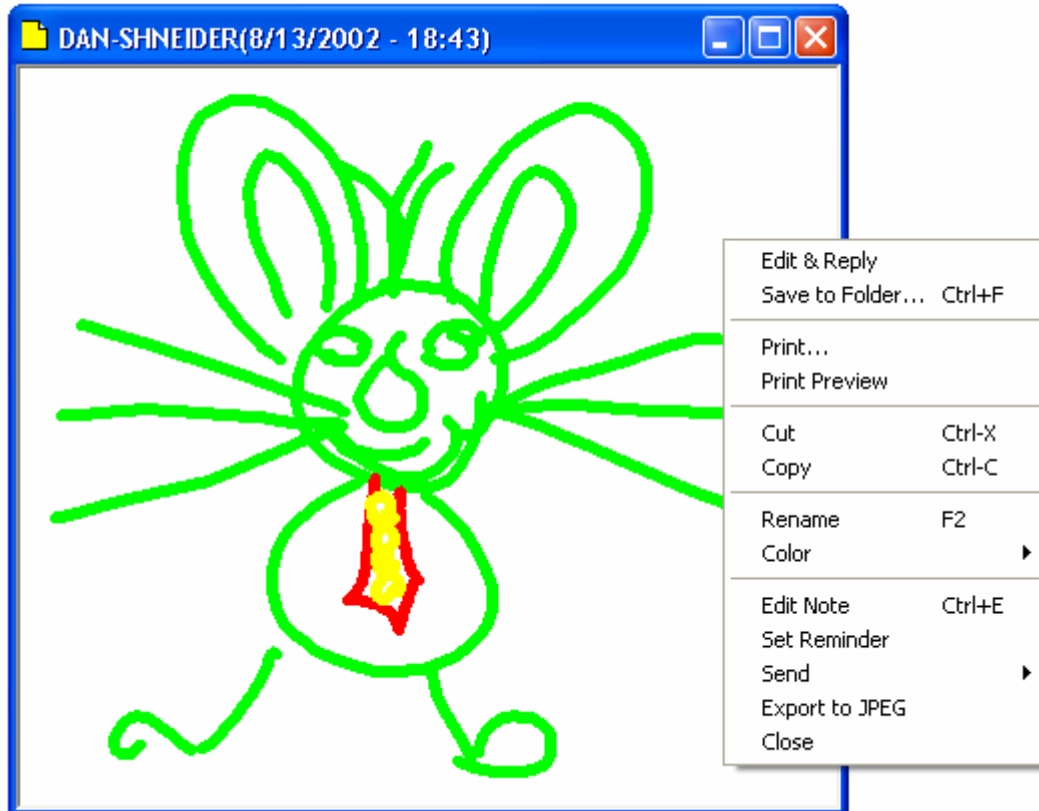 DAN-SHNEIDER(8/13/2002 - 18:43)
Edit & Reply
Save to Folder... Ctrl+F
Print...
Print Preview
Cut Ctrl-X
Copy Ctrl-C
Rename F2
Color
Edit Note Ctrl+E
Set Reminder
Send
Export to JPEG
Close